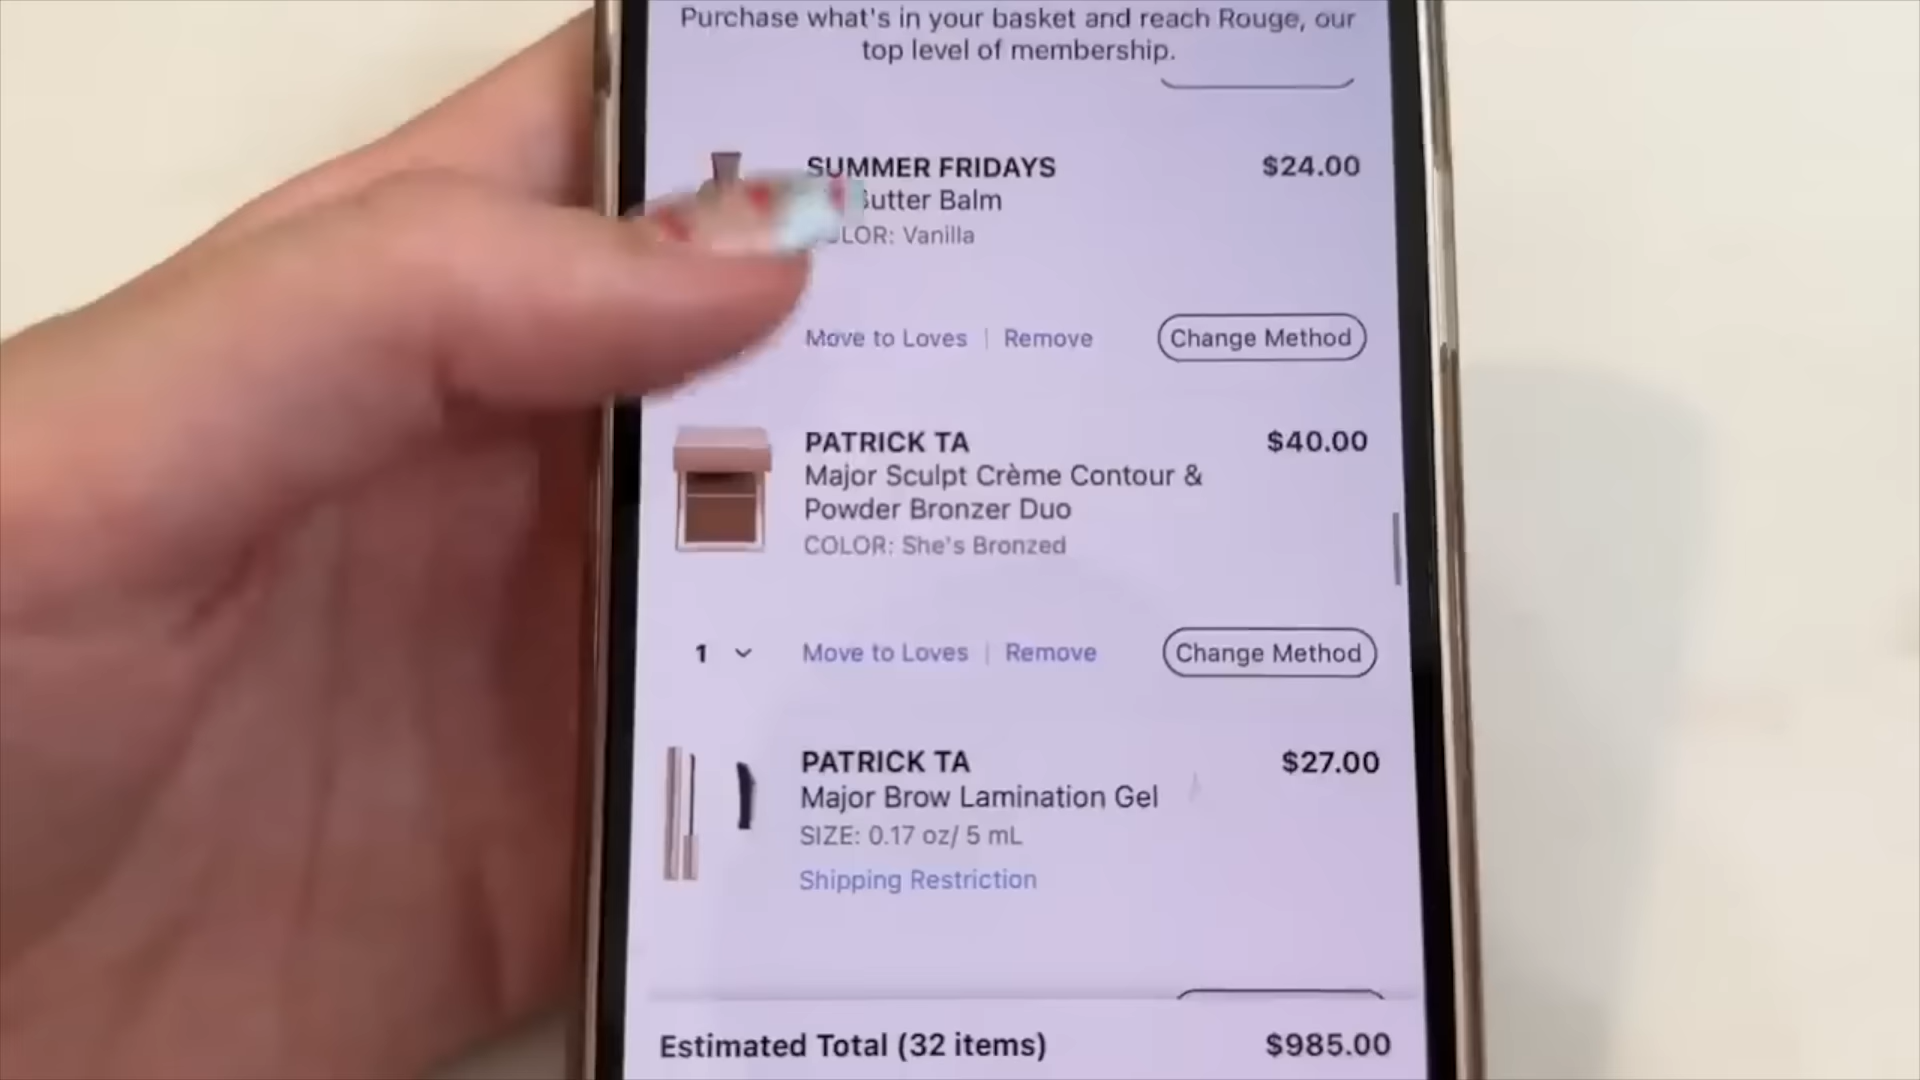 Purchase what's in your basket and reach Rouge, our
top level of membership.
SUMMER FRIDAYS $24.00
Butter Balm
COLOR: Vanilla
Move to Loves | Remove Change Method
PATRICK TA $40.00
Major Sculpt Crème Contour &
Powder Bronzer Duo
COLOR: She's Bronzed
1 Move to Loves | Remove Change Method
PATRICK TA $27.00
Major Brow Lamination Gel
SIZE: 0.17 oz/ 5 mL
Shipping Restriction
Estimated Total (32 items) $985.00